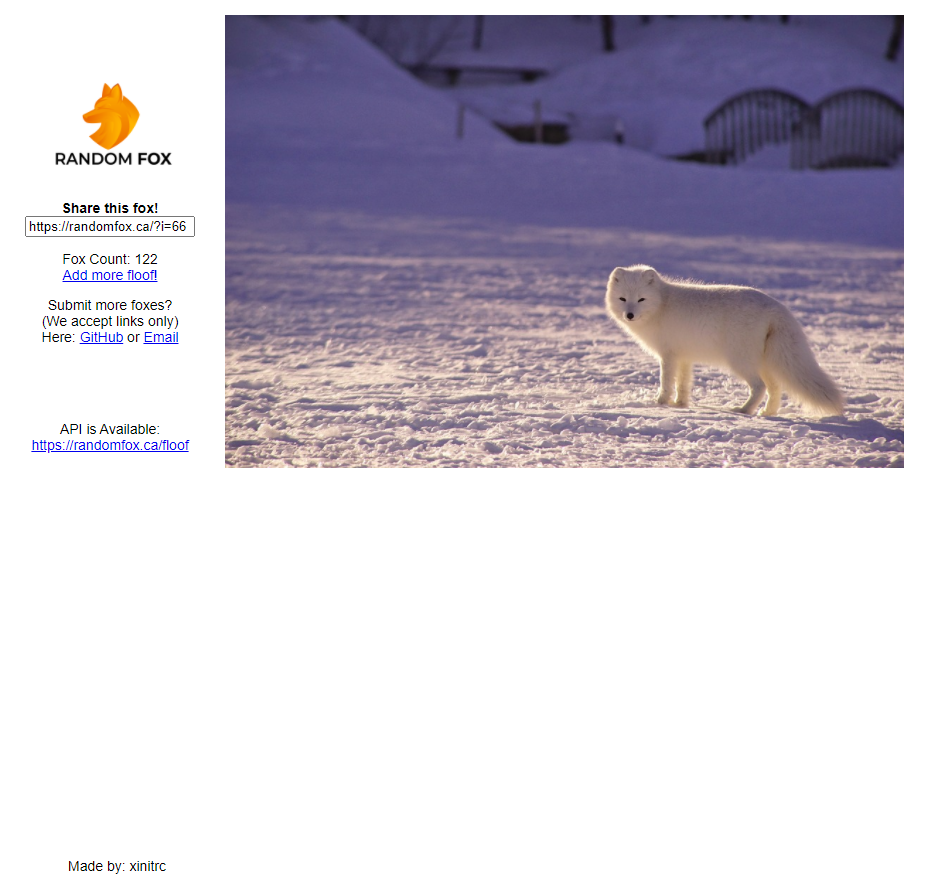 RANDOM FOX
Share this fox!
https://randomfox.ca/?i=66
Fox Count: 122
Add more floof!
Submit more foxes?
(We accept links only)
Here: GitHub or Email
API is Available:
https://randomfox.ca/floof
Made by: xinitrc